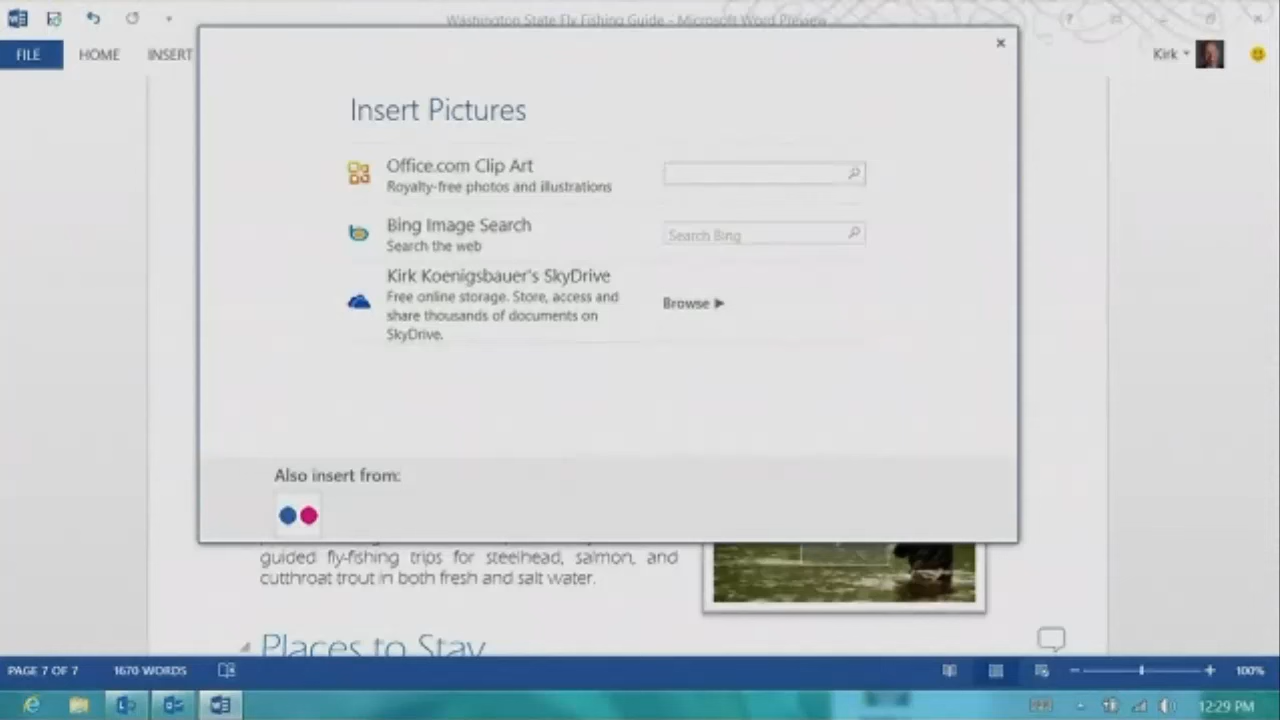 Washington State Fly Fishing Guide - Microsoft Word Preview
FILE
HOME
INSERT
Kirk
Insert Pictures
Office.com Clip Art
Royalty-free photos and illustrations
Bing Image Search
Search the web
Search Bing
Kirk Koenigsbauer's SkyDrive
Free online storage. Store, access and
share thousands of documents on
SkyDrive.
Browse
Also insert from:
guided fly-fishing trips for steelhead, salmon, and
cutthroat trout in both fresh and salt water.
Places to Stay
PAGE 7 OF 7
1670 WORDS
100%
12:29 PM